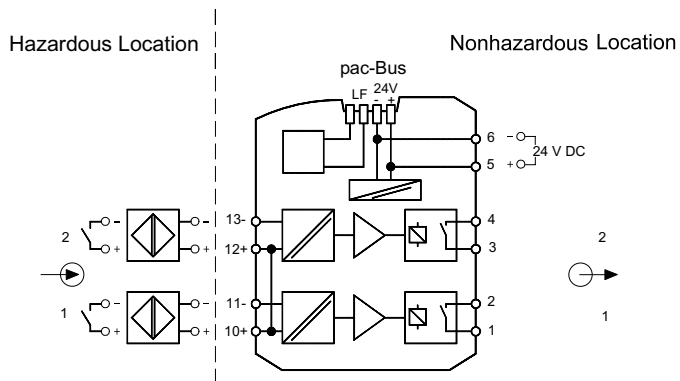 Hazardous Location
Nonhazardous Location
pac-Bus
LF 24V
- +
6 -
24 V DC
5 +
- - 13- 4
2
+ + 12+ 3
2
- - 11- 2
1
+ + 10+ 1
1